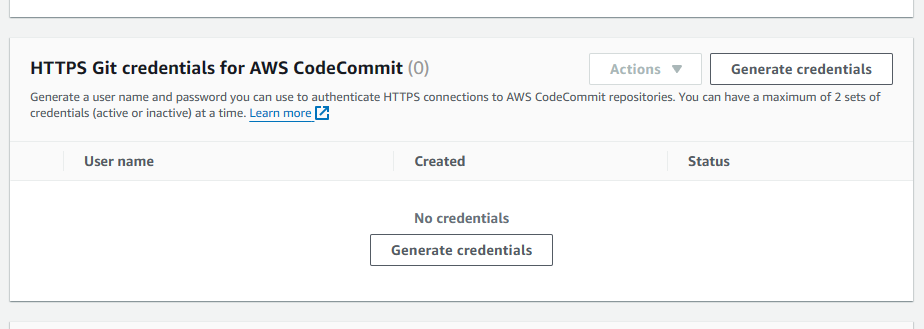 HTTPS Git credentials for AWS CodeCommit (0)
Actions
Generate credentials
Generate a user name and password you can use to authenticate HTTPS connections to AWS CodeCommit repositories. You can have a maximum of 2 sets of
credentials (active or inactive) at a time. Learn more
User name
Created
Status
No credentials
Generate credentials